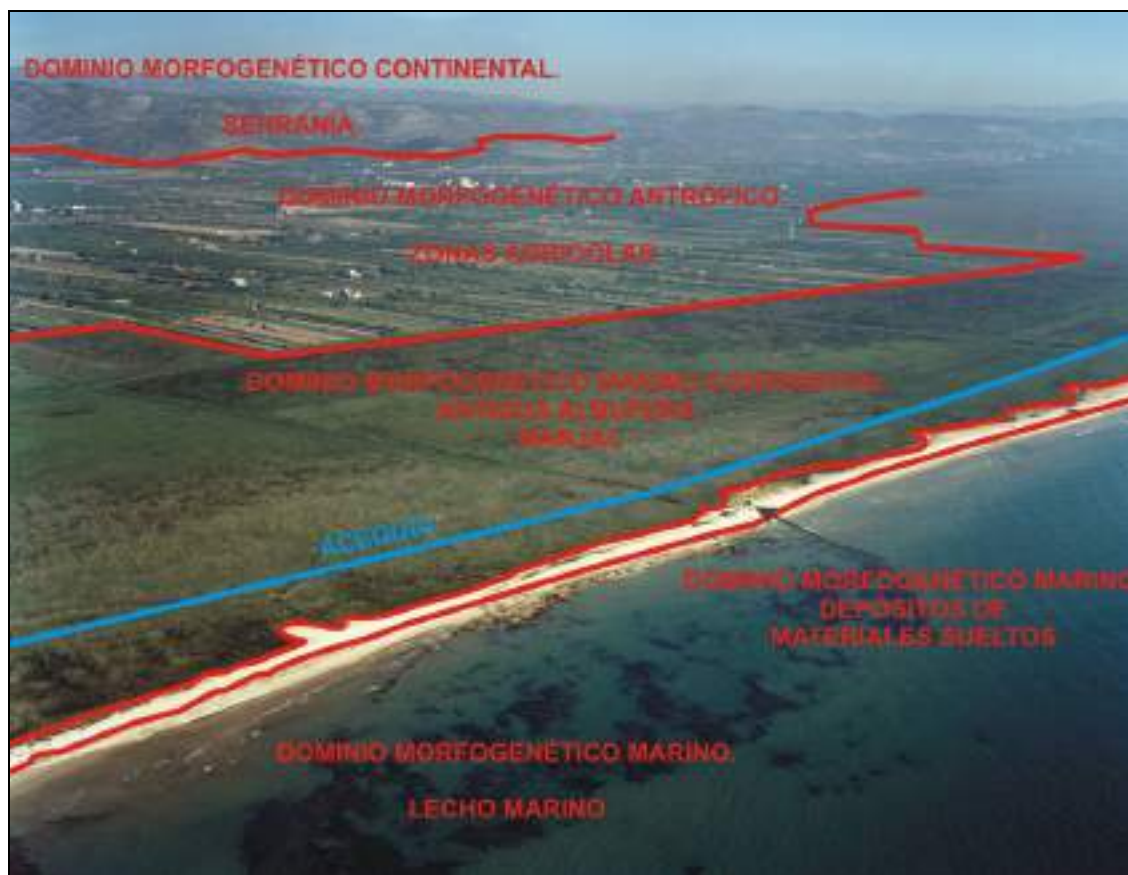 DOMINIO MORFOGENÉTICO CONTINENTAL.
SERRANÍA
DOMINIO MORFOGENÉTICO ANTRÓPICO
ZONAS AGRÍCOLAS
DOMINIO MORFOGENÉTICO MARINO CONTINENTAL.
ANTIGUA ALBUFERA
MARJAL
ACEQUIA
DOMINIO MORFOGENÉTICO MARINO
DEPÓSITOS DE
MATERIALES SUELTOS
DOMINIO MORFOGENÉTICO MARINO.
LECHO MARINO